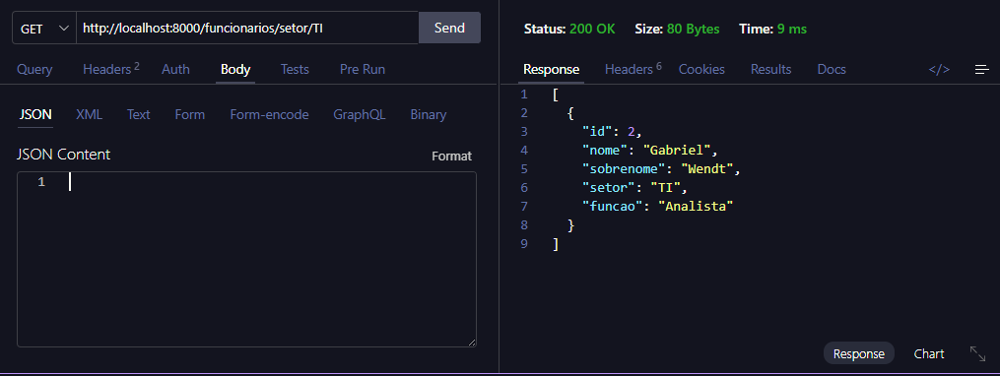 GET http://localhost:8000/funcionarios/setor/TI Send
Query Headers 2 Auth Body Tests Pre Run
JSON XML Text Form Form-encode GraphQL Binary
JSON Content Format
1
Status: 200 OK Size: 80 Bytes Time: 9 ms
Response Headers 6 Cookies Results Docs </>
1 [
2 {
3 "id": 2,
4 "nome": "Gabriel",
5 "sobrenome": "Wendt",
6 "setor": "TI",
7 "funcao": "Analista"
8 }
9 ]
Response Chart